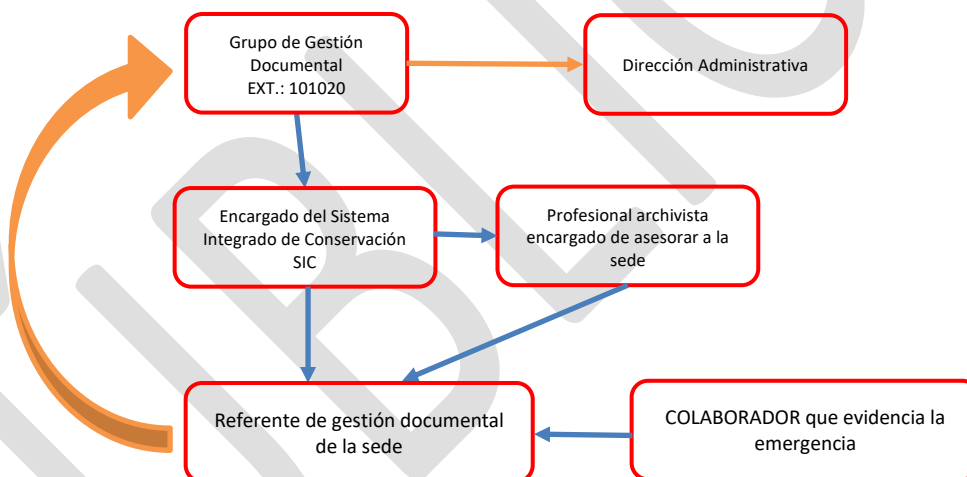 Grupo de Gestión
Documental
EXT.: 101020
Dirección Administrativa
Encargado del Sistema
Integrado de Conservación
SIC
Profesional archivista
encargado de asesorar a la
sede
Referente de gestión documental
de la sede
COLABORADOR que evidencia la
emergencia